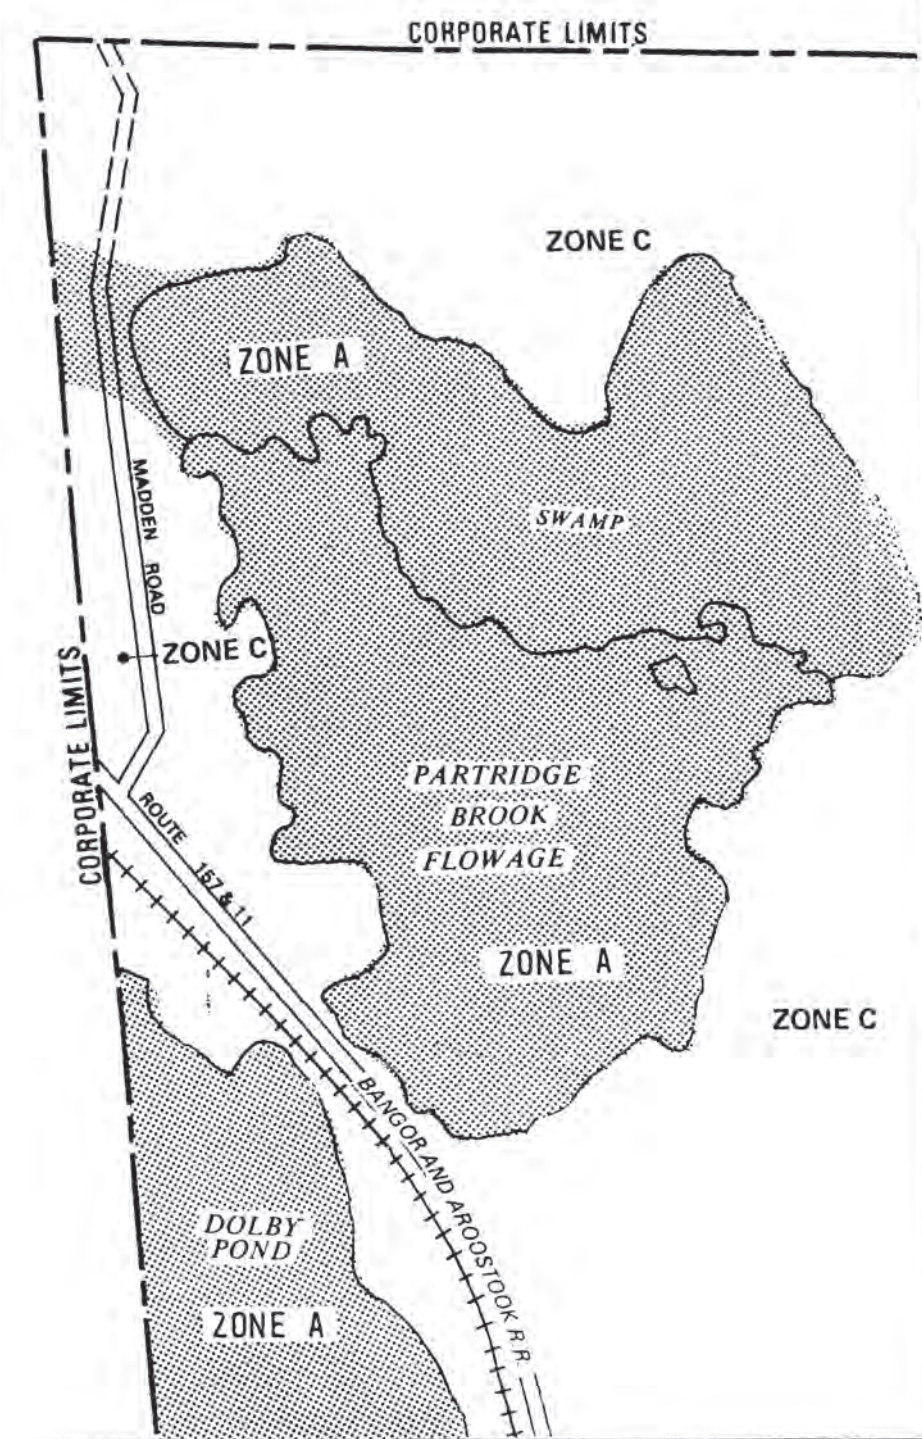 CORPORATE LIMITS
ZONE C
ZONE A
MADDEN ROAD
SWAMP
ZONE C
CORPORATE LIMITS
PARTRIDGE
BROOK
FLOWAGE
ROUTE 157 & 11
ZONE A
ZONE C
BANGOR AND AROOSTOOK R.R.
DOLBY
POND
ZONE A